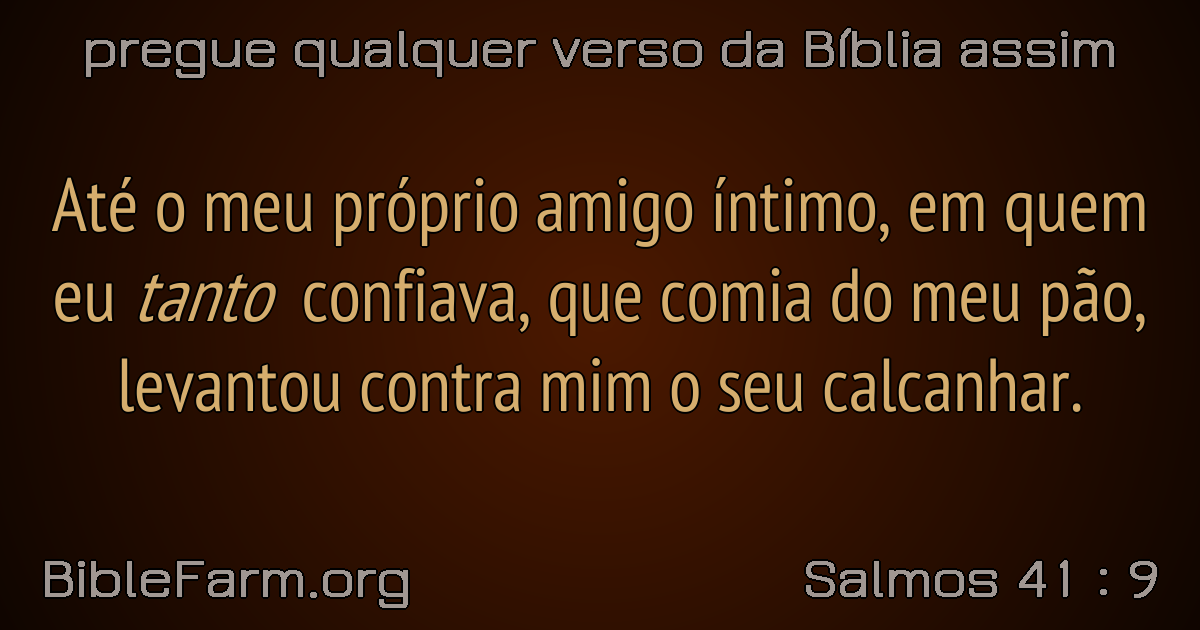 pregue qualquer verso da Bíblia assim
Até o meu próprio amigo íntimo, em quem
eu tanto confiava, que comia do meu pão,
levantou contra mim o seu calcanhar.
BibleFarm.org
Salmos 41 : 9